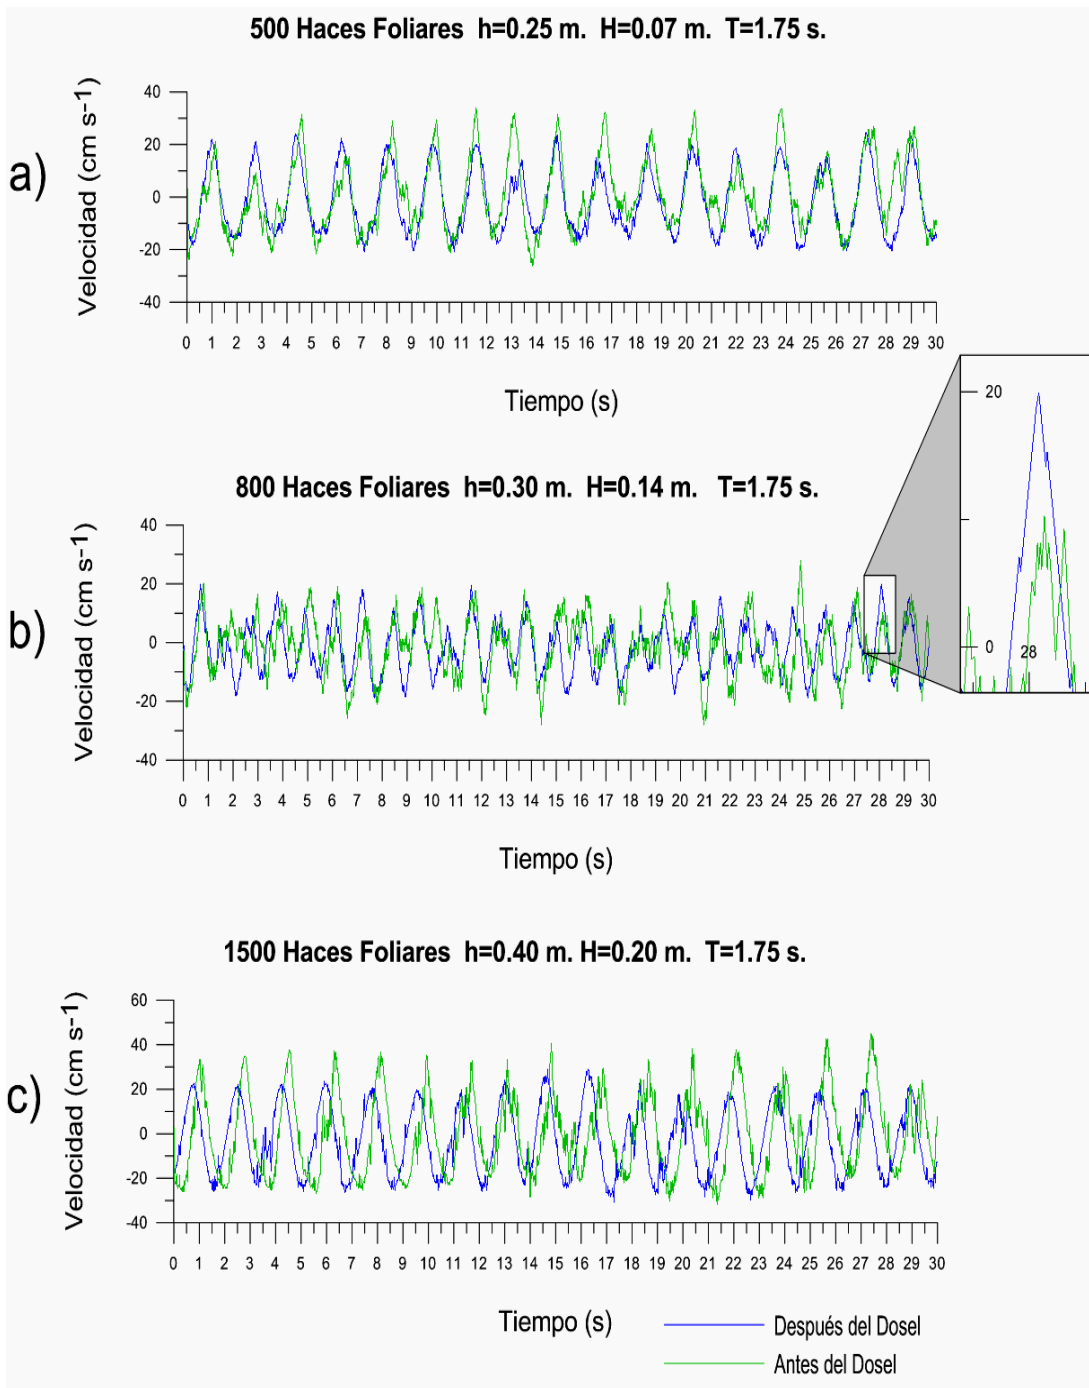 500 Haces Foliares h=0.25 m. H=0.07 m. T=1.75 s.
a)
Velocidad (cm s-1)
40
20
0
-20
-40
0 1 2 3 4 5 6 7 8 9 10 11 12 13 14 15 16 17 18 19 20 21 22 23 24 25 26 27 28 29 30
Tiempo (s)
20
0
28
800 Haces Foliares h=0.30 m. H=0.14 m. T=1.75 s.
b)
Velocidad (cm s-1)
40
20
0
-20
-40
0 1 2 3 4 5 6 7 8 9 10 11 12 13 14 15 16 17 18 19 20 21 22 23 24 25 26 27 28 29 30
Tiempo (s)
1500 Haces Foliares h=0.40 m. H=0.20 m. T=1.75 s.
c)
Velocidad (cm s-1)
60
40
20
0
-20
-40
0 1 2 3 4 5 6 7 8 9 10 11 12 13 14 15 16 17 18 19 20 21 22 23 24 25 26 27 28 29 30
Tiempo (s)
Después del Dosel
Antes del Dosel